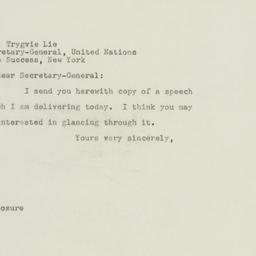 Trygvie Lie
retary-General, United Nations
e Success, New York
ear Secretary-General:
I send you herewith copy of a speech
h I am delivering today. I think you may
nterested in glancing through it.
Yours very sincerely,
osure